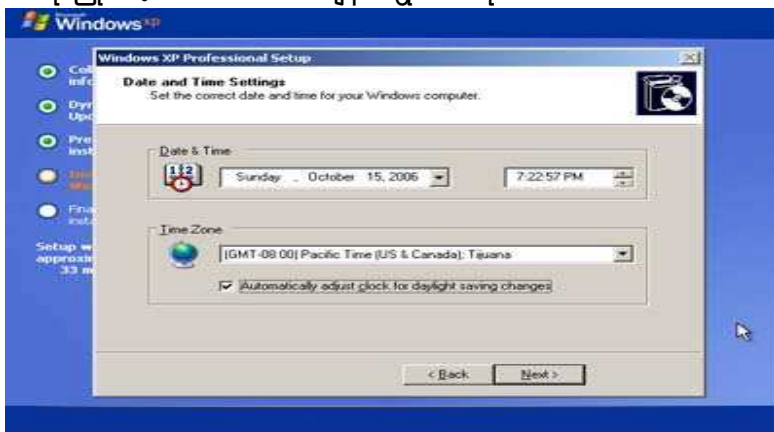 Windows xp
Windows XP Professional Setup
Date and Time Settings
Set the correct date and time for your Windows computer.
Date & Time
Sunday , October 15, 2006
7:22:57 PM
Time Zone
(GMT-08:00) Pacific Time (US & Canada); Tijuana
Automatically adjust clock for daylight saving changes
< Back
Next >
Setup w
approxim
33 m